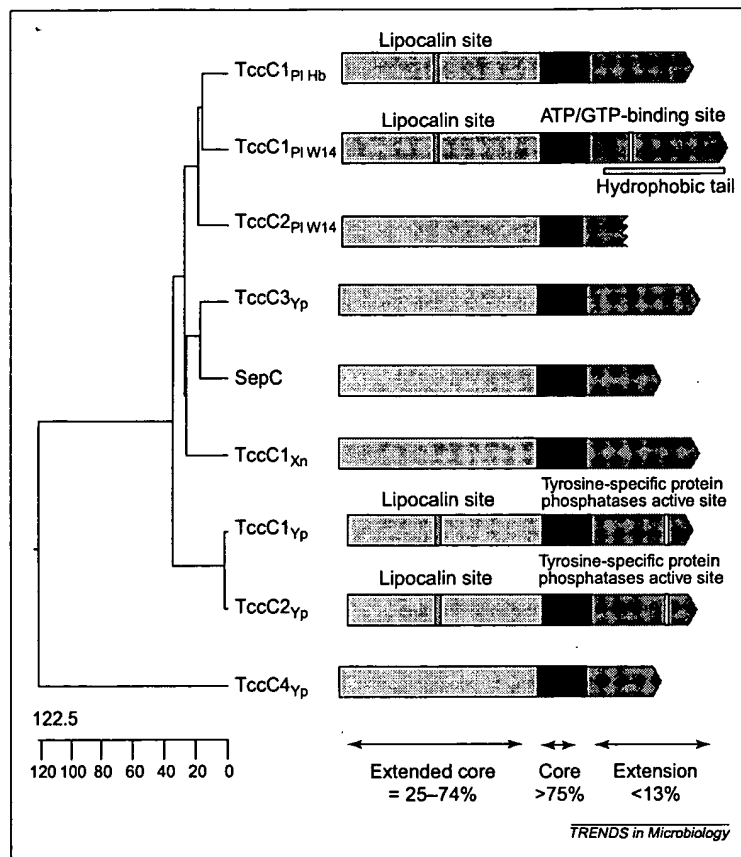 Lipocalin site
TccC1Pl Hb
Lipocalin site
ATP/GTP-binding site
TccC1Pl W14
Hydrophobic tail
TccC2Pl W14
TccC3Yp
SepC
TccC1Xn
Tyrosine-specific protein
phosphatases active site
Lipocalin site
TccC1Yp
Tyrosine-specific protein
phosphatases active site
Lipocalin site
TccC2Yp
TccC4Yp
122.5
120 100 80 60 40 20 0
Extended core
= 25–74%
Core
>75%
Extension
<13%
TRENDS in Microbiology